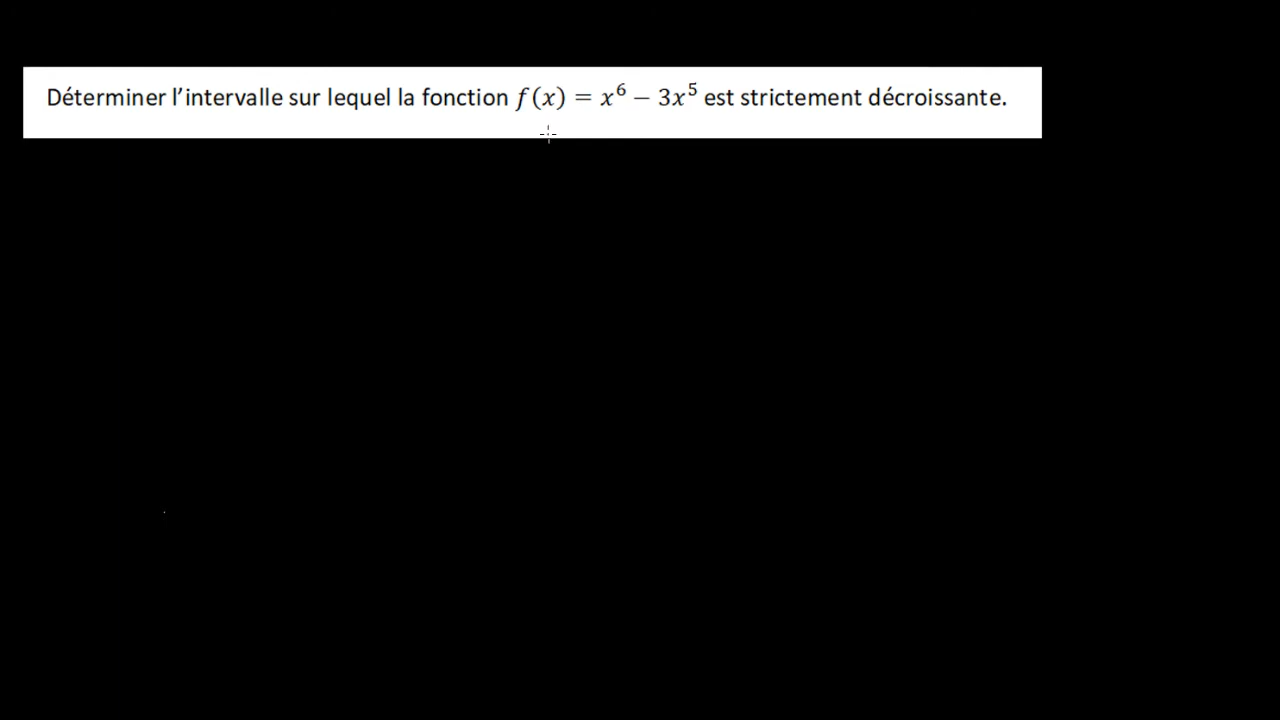 Déterminer l’intervalle sur lequel la fonction f(x) = x⁶ − 3x⁵ est strictement décroissante.